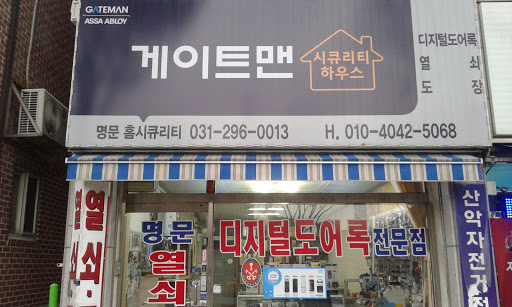 GATEMAN
ASSA ABLOY
게이트맨
시큐리티
하우스
디지털도어록
열 쇠
도 장
명문 홈시큐리티 031-296-0013 H. 010-4042-5068
열쇠
열쇠
명문
열쇠
디지털도어록 전문점
산악자전거